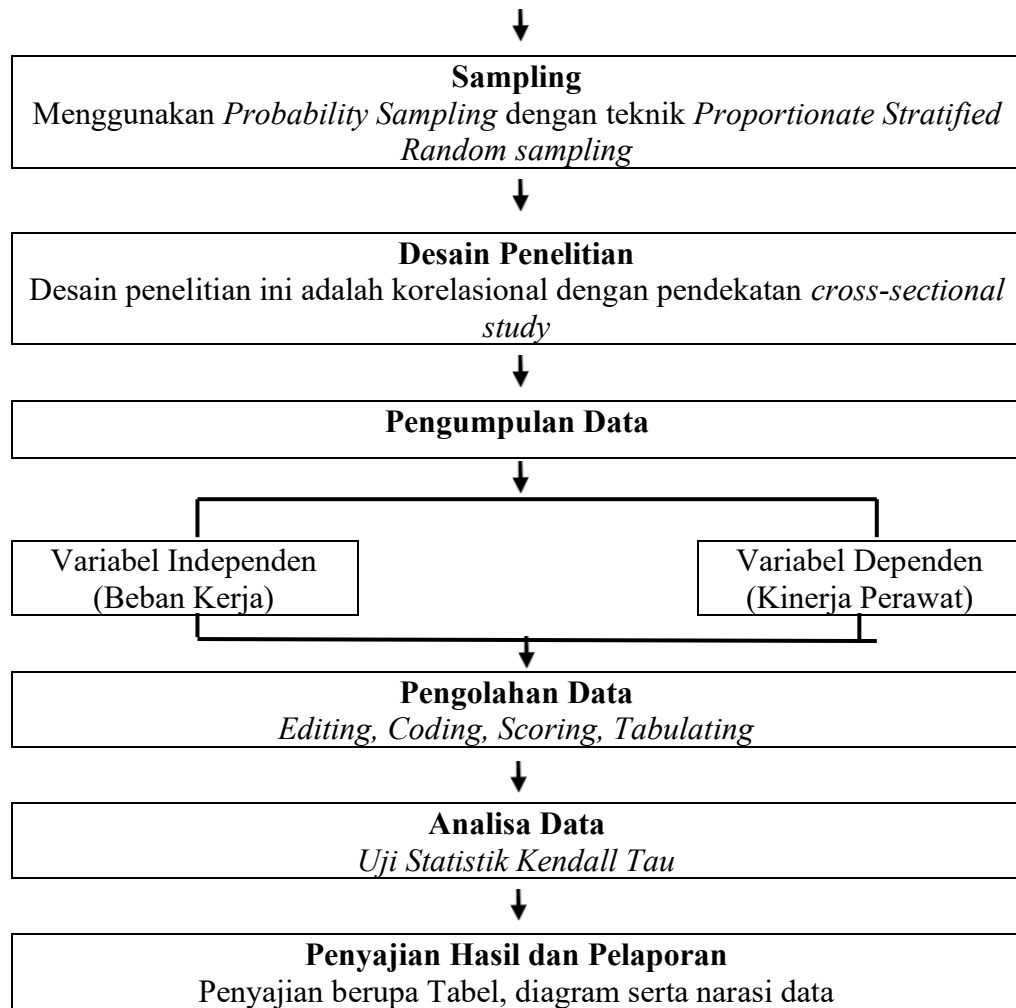 Sampling
Menggunakan Probability Sampling dengan teknik Proportionate Stratified
Random sampling
Desain Penelitian
Desain penelitian ini adalah korelasional dengan pendekatan cross-sectional
study
Pengumpulan Data
Variabel Independen
(Beban Kerja)
Variabel Dependen
(Kinerja Perawat)
Pengolahan Data
Editing, Coding, Scoring, Tabulating
Analisa Data
Uji Statistik Kendall Tau
Penyajian Hasil dan Pelaporan
Penyajian berupa Tabel, diagram serta narasi data